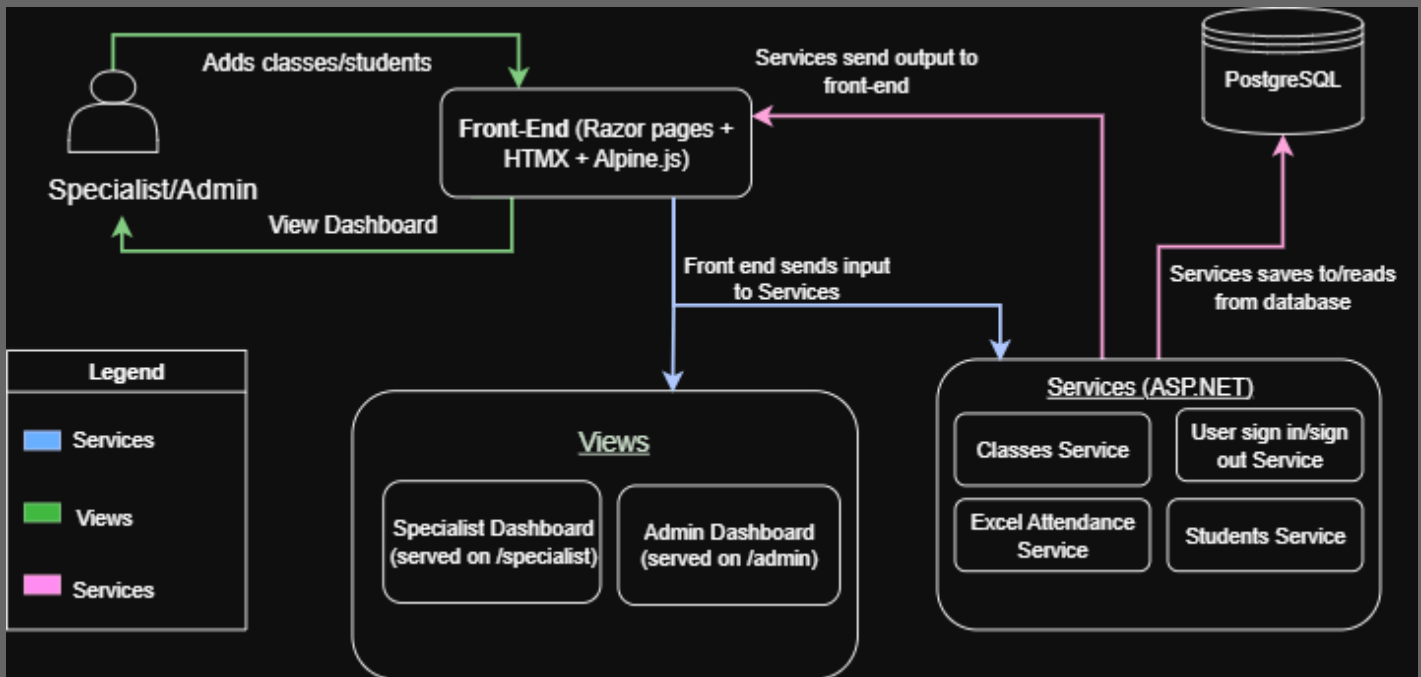 Adds classes/students
Services send output to
front-end
PostgreSQL
Front-End (Razor pages +
HTMX + Alpine.js)
Specialist/Admin
View Dashboard
Front end sends input
to Services
Services saves to/reads
from database
Legend
Services
Views
Services
Views
Specialist Dashboard
(served on /specialist)
Admin Dashboard
(served on /admin)
Services (ASP.NET)
Classes Service
User sign in/sign
out Service
Excel Attendance
Service
Students Service